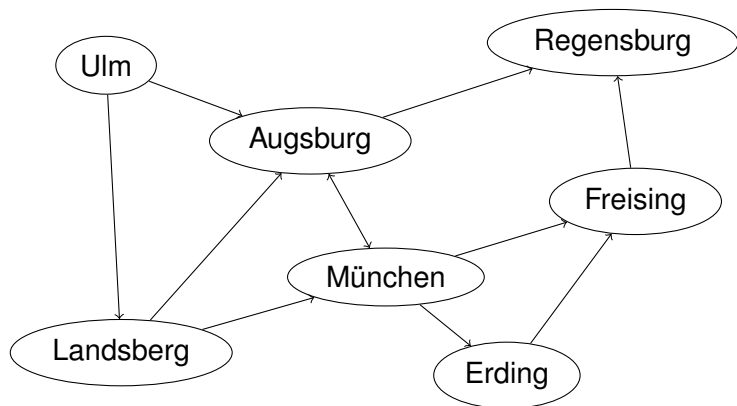 Regensburg
Ulm
Augsburg
Freising
München
Landsberg
Erding